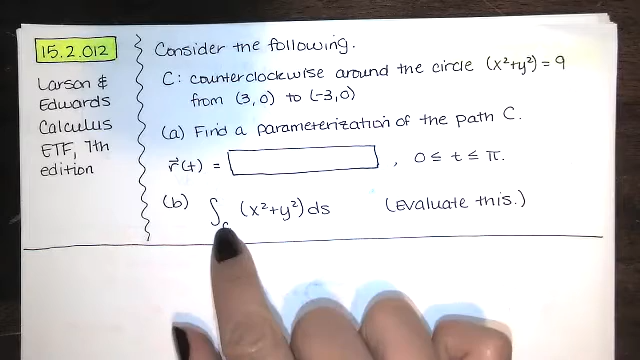 15.2.012
Larson &
Edwards
Calculus
ETF, 7th
edition
Consider the following.
C: counterclockwise around the circle (x²+y²) = 9
from (3,0) to (-3,0)
(a) Find a parameterization of the path C.
r⃗(t) = , 0 ≤ t ≤ π.
(b) ∫c (x²+y²) ds (Evaluate this.)